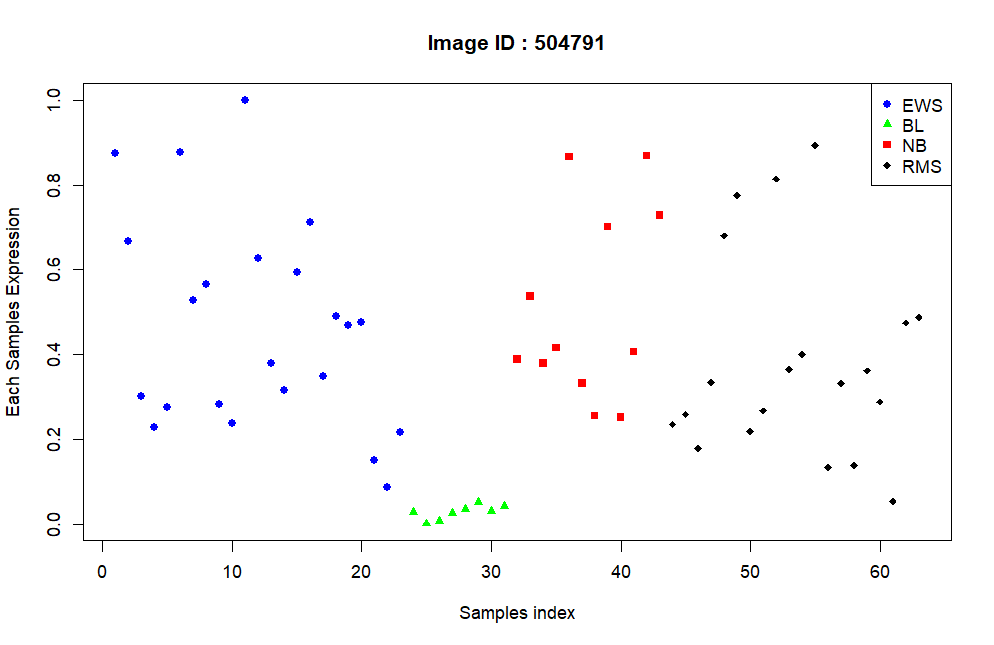 Image ID : 504791
EWS
BL
NB
RMS
Each Samples Expression
1.0
0.8
0.6
0.4
0.2
0.0
0 10 20 30 40 50 60
Samples index